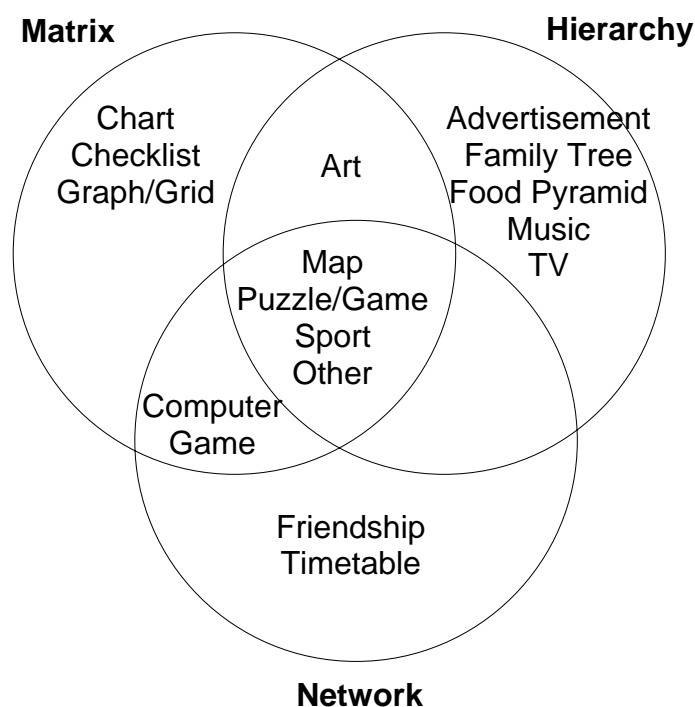 Matrix
Hierarchy
Chart
Checklist
Graph/Grid
Art
Advertisement
Family Tree
Food Pyramid
Music
TV
Map
Puzzle/Game
Sport
Other
Computer
Game
Friendship
Timetable
Network